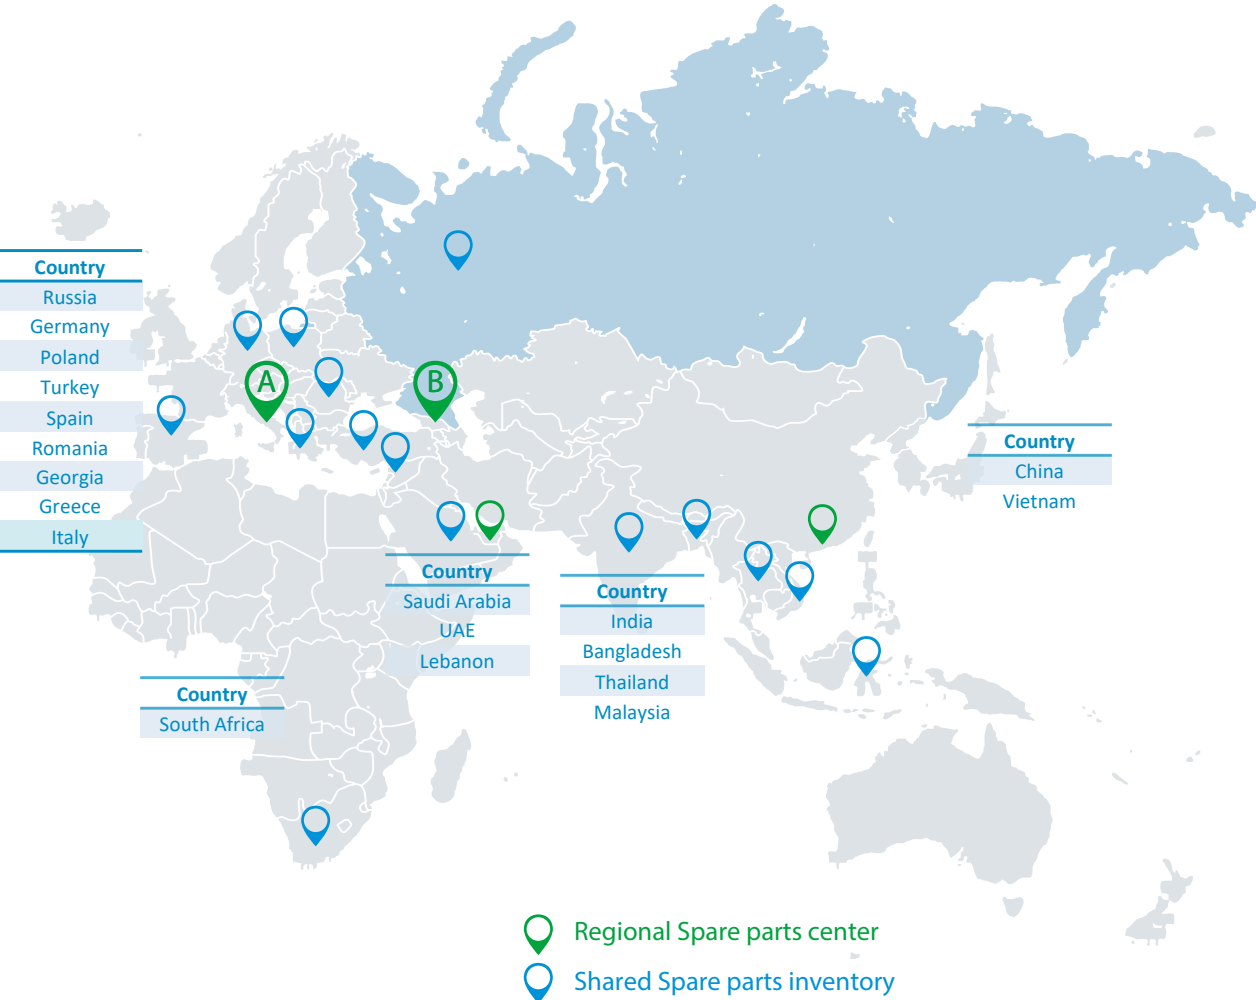 Country
Russia
Germany
Poland
Turkey
Spain
Romania
Georgia
Greece
Italy
A
B
Country
China
Vietnam
Country
Saudi Arabia
UAE
Lebanon
Country
India
Bangladesh
Thailand
Malaysia
Country
South Africa
Regional Spare parts center
Shared Spare parts inventory